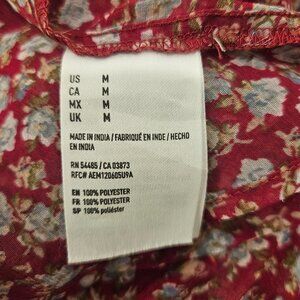 US M
CA M
MX M
UK M
MADE IN INDIA / FABRIQUÉ EN INDE / HECHO
EN INDIA
RN 54485 / CA 03873
RFC# AEM120605U9A
EN 100% POLYESTER
FR 100% POLYESTER
SP 100% poliéster